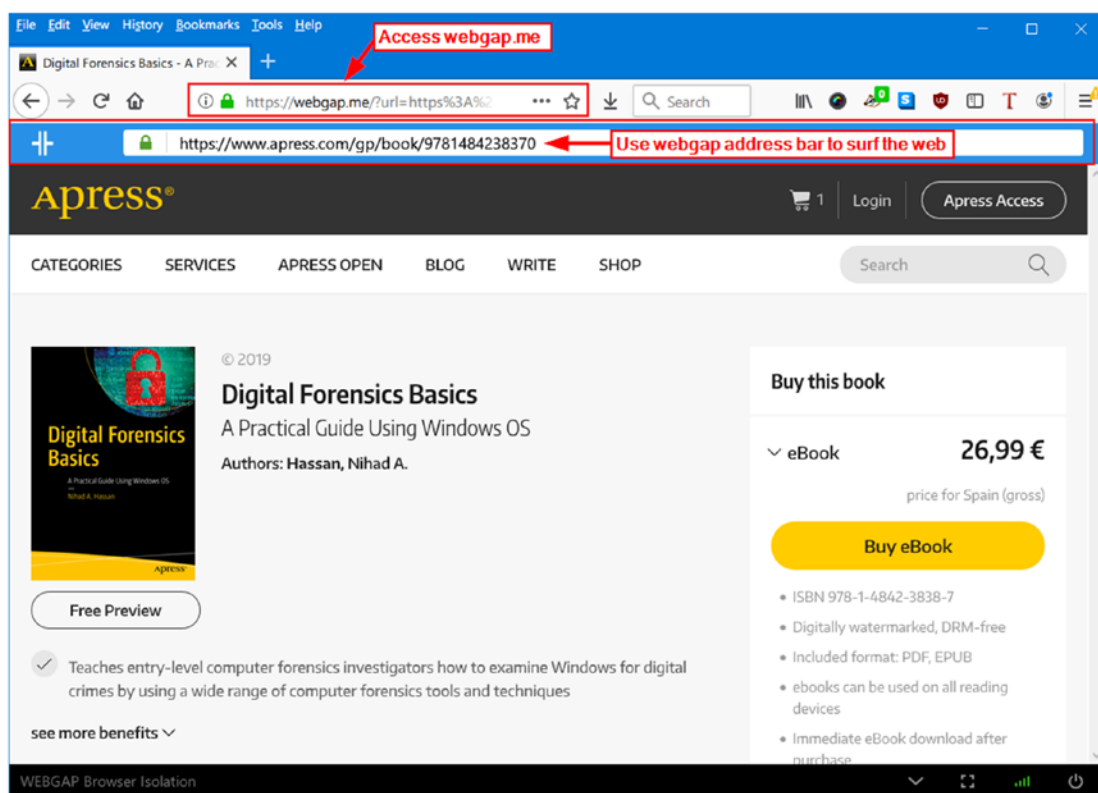 File Edit View History Bookmarks Tools Help
Access webgap.me
Digital Forensics Basics - A Prac
https://webgap.me/?url=https%3A%2
Search
https://www.apress.com/gp/book/9781484238370
Use webgap address bar to surf the web
Apress®
1 Login Apress Access
CATEGORIES SERVICES APRESS OPEN BLOG WRITE SHOP
Search
© 2019
Digital Forensics Basics
A Practical Guide Using Windows OS
Authors: Hassan, Nihad A.
Digital Forensics
Basics
A Practical Guide Using Windows OS
Nihad A. Hassan
Apress
Free Preview
Teaches entry-level computer forensics investigators how to examine Windows for digital
crimes by using a wide range of computer forensics tools and techniques
see more benefits
Buy this book
eBook 26,99 €
price for Spain (gross)
Buy eBook
• ISBN 978-1-4842-3838-7
• Digitally watermarked, DRM-free
• Included format: PDF, EPUB
• ebooks can be used on all reading
devices
• Immediate eBook download after
purchase
WEBGAP Browser Isolation